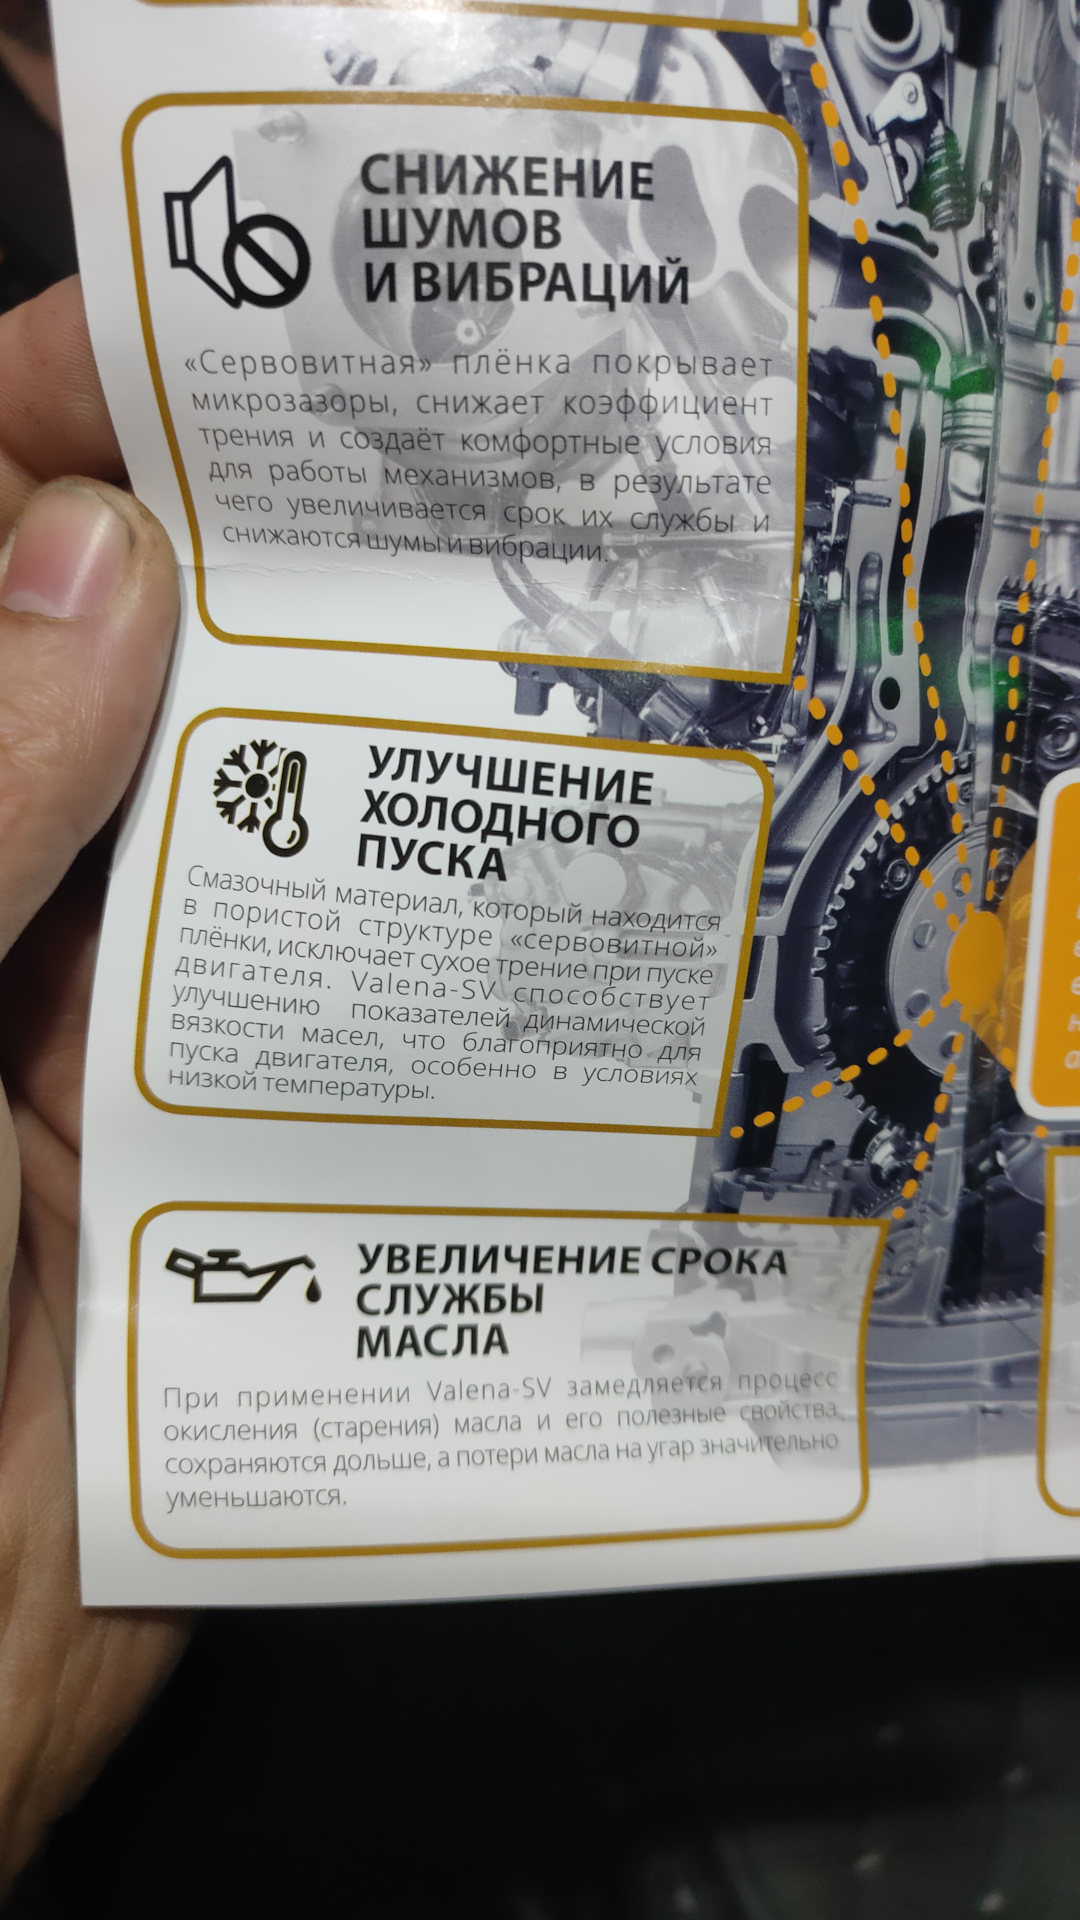 СНИЖЕНИЕ
ШУМОВ
И ВИБРАЦИЙ
«Сервовитная» плёнка покрывает
микрозазоры, снижает коэффициент
трения и создаёт комфортные условия
для работы механизмов, в результате
чего увеличивается срок их службы и
снижаются шумы и вибрации.
УЛУЧШЕНИЕ
ХОЛОДНОГО
ПУСКА
Смазочный материал, который находится
в пористой структуре «сервовитной»
плёнки, исключает сухое трение при пуске
двигателя. Valena-SV способствует
улучшению показателей динамической
вязкости масел, что благоприятно для
пуска двигателя, особенно в условиях
низкой температуры.
УВЕЛИЧЕНИЕ СРОКА
СЛУЖБЫ
МАСЛА
При применении Valena-SV замедляется процесс
окисления (старения) масла и его полезные свойства
сохраняются дольше, а потери масла на угар значительно
уменьшаются.